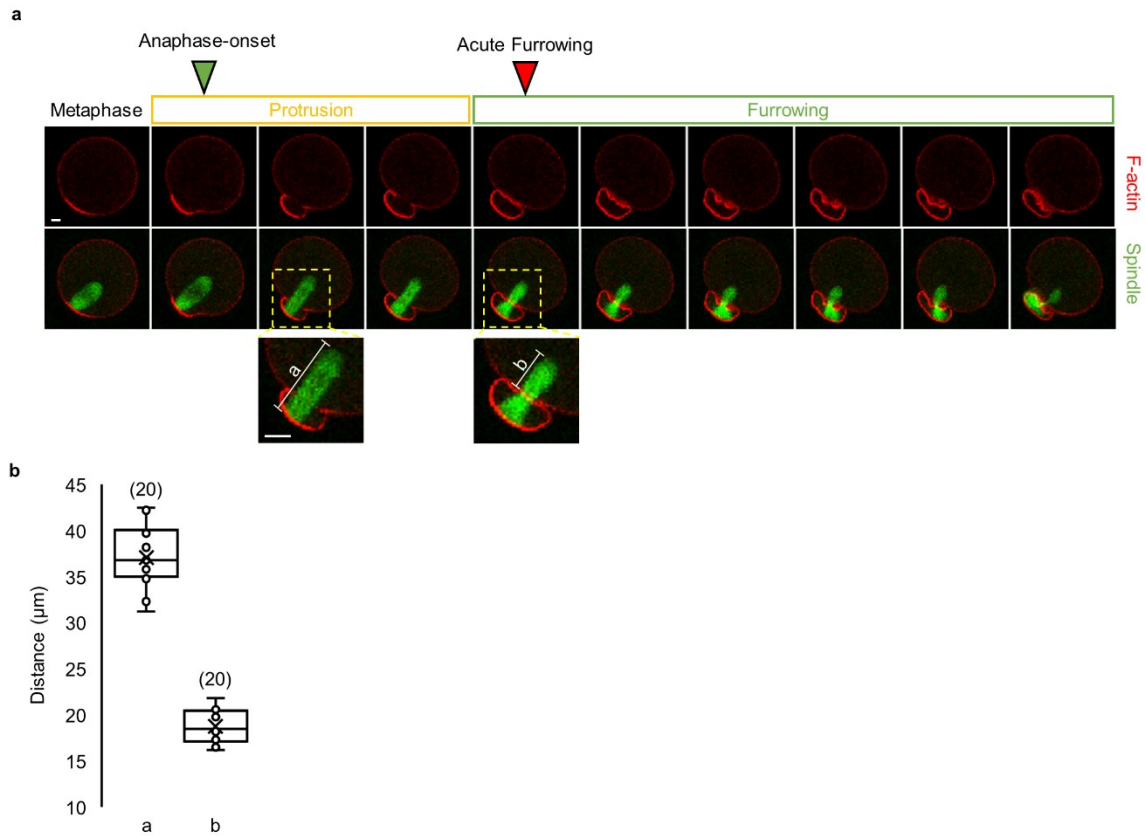 a
Anaphase-onset
Acute Furrowing
Metaphase
Protrusion
Furrowing
F-actin
Spindle
a
b
b
45
40
35
30
25
20
15
10
Distance (µm)
(20)
(20)
a
b